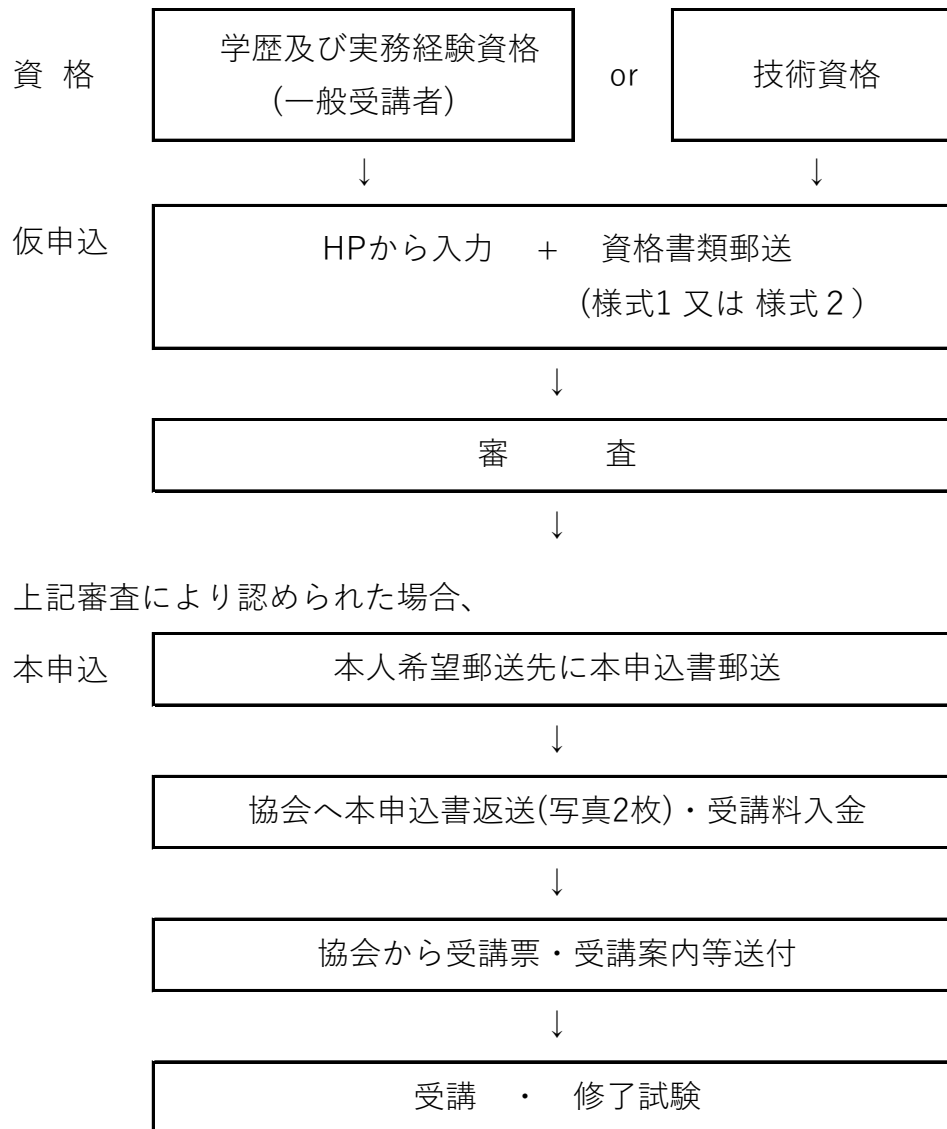 資 格
学歴及び実務経験資格
(一般受講者)
or
技術資格
↓ ↓
仮申込
HPから入力 + 資格書類郵送
(様式1 又は 様式２)
↓
審 査
↓
上記審査により認められた場合、
本申込
本人希望郵送先に本申込書郵送
↓
協会へ本申込書返送(写真2枚)・受講料入金
↓
協会から受講票・受講案内等送付
↓
受講 ・ 修了試験